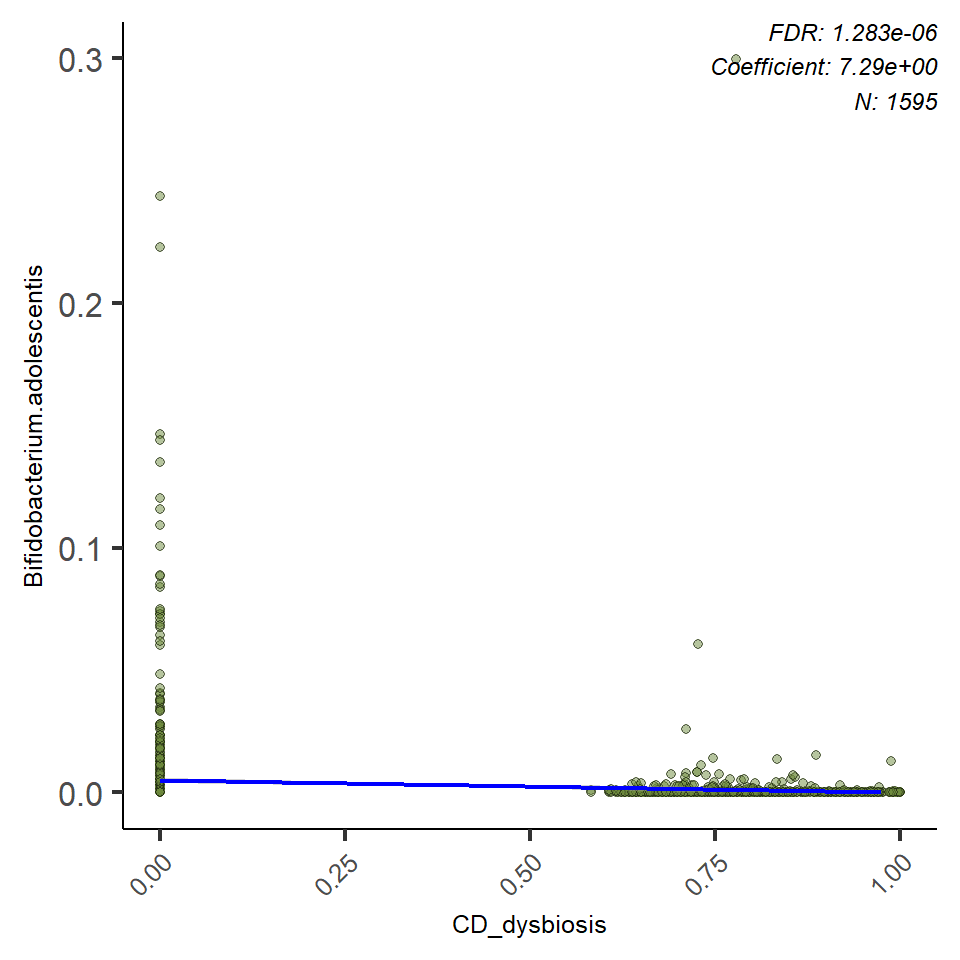 FDR: 1.283e-06
Coefficient: 7.29e+00
N: 1595
0.3
0.2
0.1
0.0
Bifidobacterium.adolescentis
0.00
0.25
0.50
0.75
1.00
CD_dysbiosis